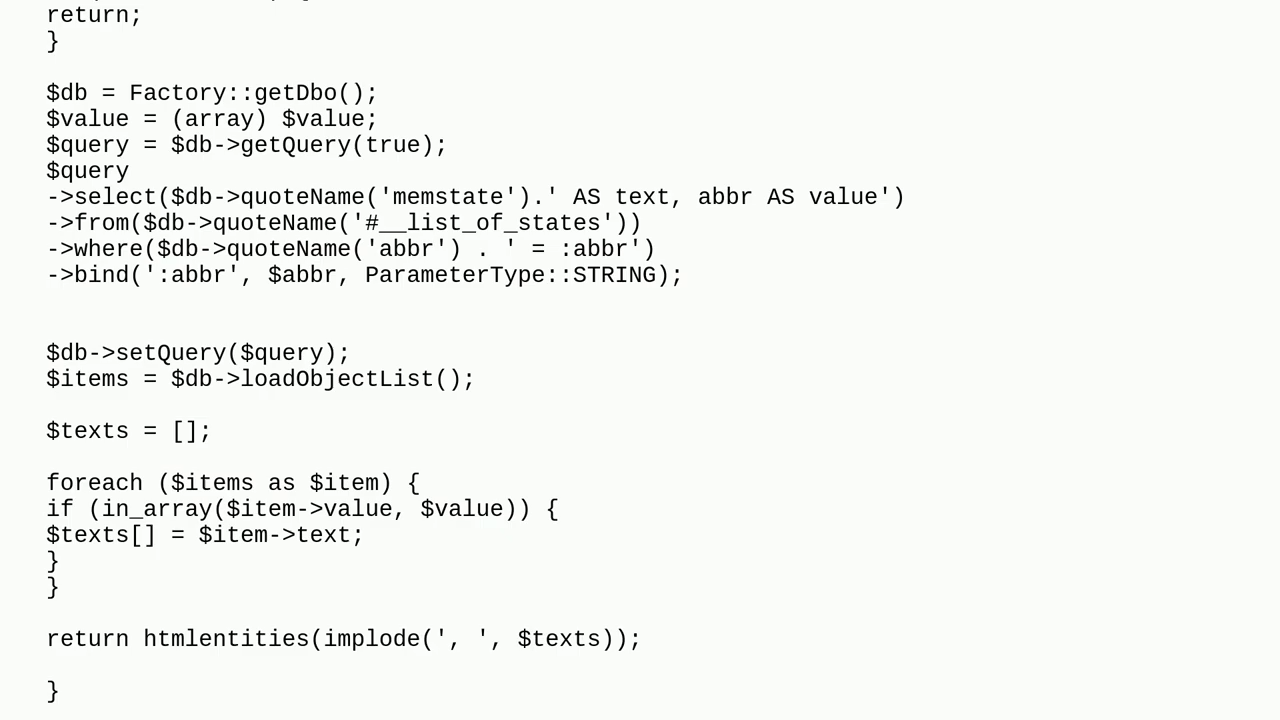 return;
}
$db = Factory::getDbo();
$value = (array) $value;
$query = $db->getQuery(true);
$query
->select($db->quoteName('memstate').' AS text, abbr AS value')
->from($db->quoteName('#__list_of_states'))
->where($db->quoteName('abbr') . ' = :abbr')
->bind(':abbr', $abbr, ParameterType::STRING);
$db->setQuery($query);
$items = $db->loadObjectList();
$texts = [];
foreach ($items as $item) {
if (in_array($item->value, $value)) {
$texts[] = $item->text;
}
}
return htmlentities(implode(', ', $texts));
}